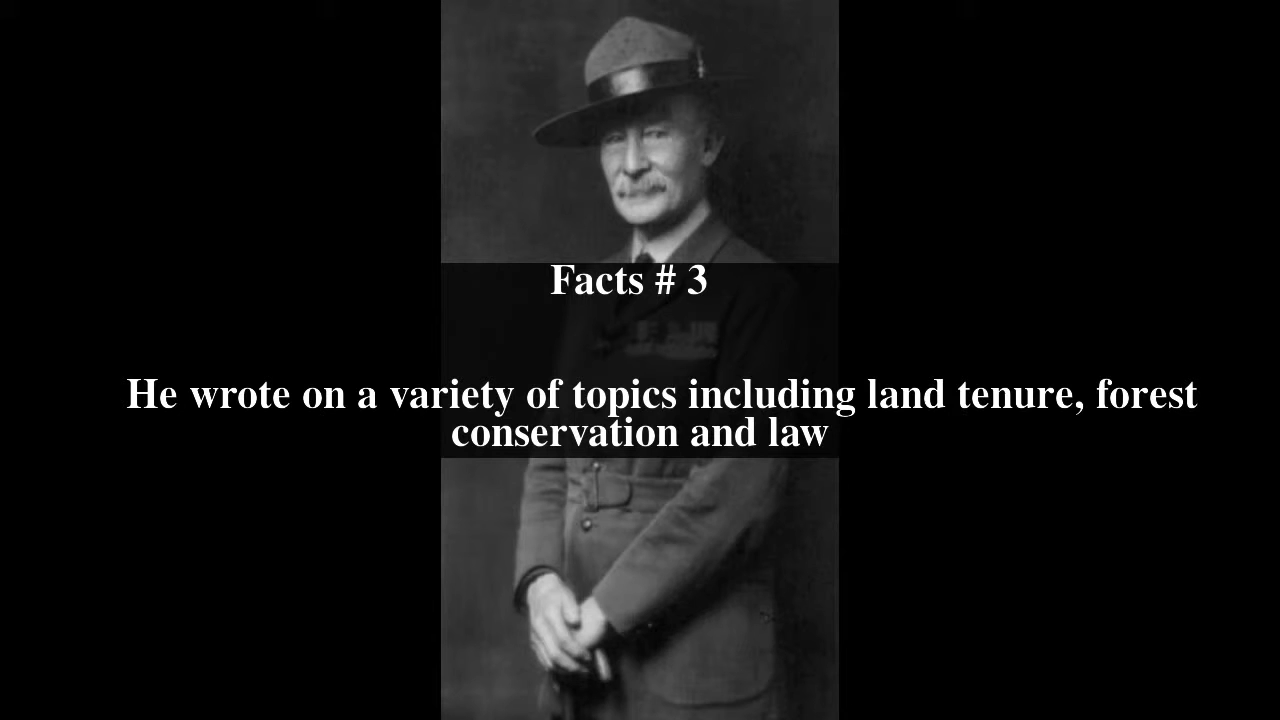 Facts # 3
He wrote on a variety of topics including land tenure, forest
conservation and law